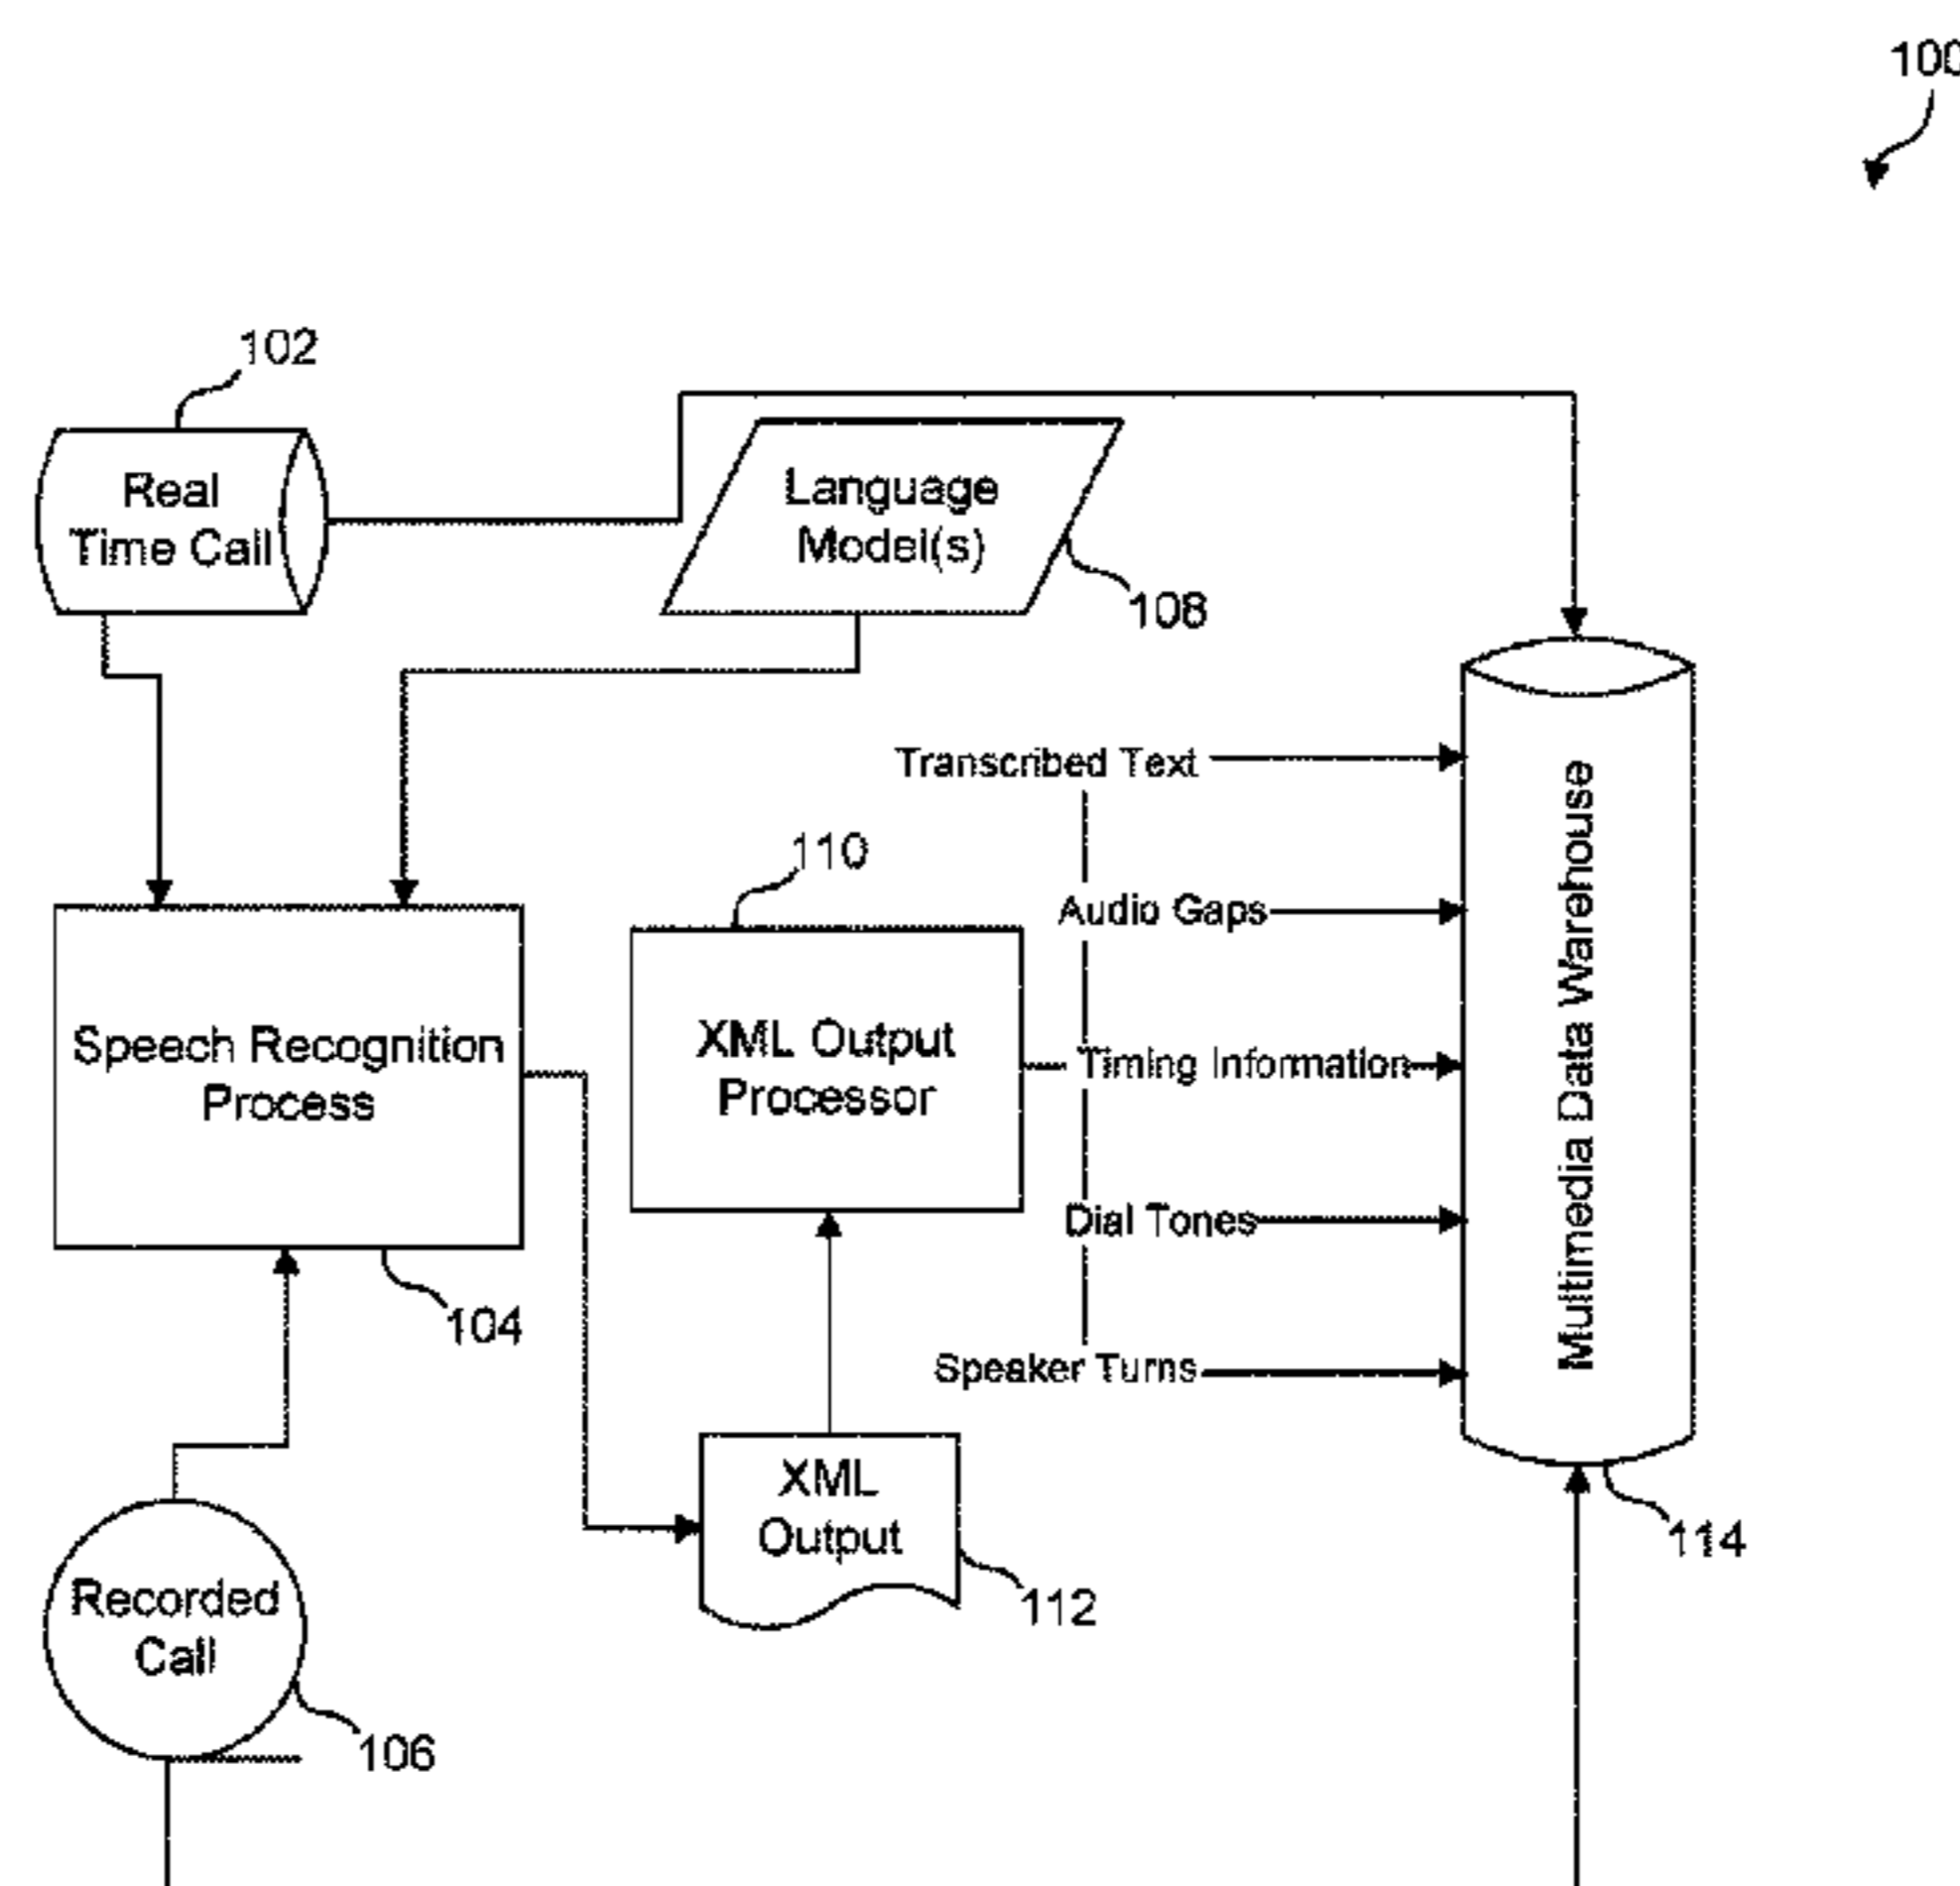 100
102
Real
Time Call
Language
Model(s)
108
Transcribed Text
110
Audio Gaps
Speech Recognition
Process
XML Output
Processor
Timing Information
Dial Tones
Speaker Turns
Multimedia Data Warehouse
104
XML
Output
112
114
Recorded
Call
106